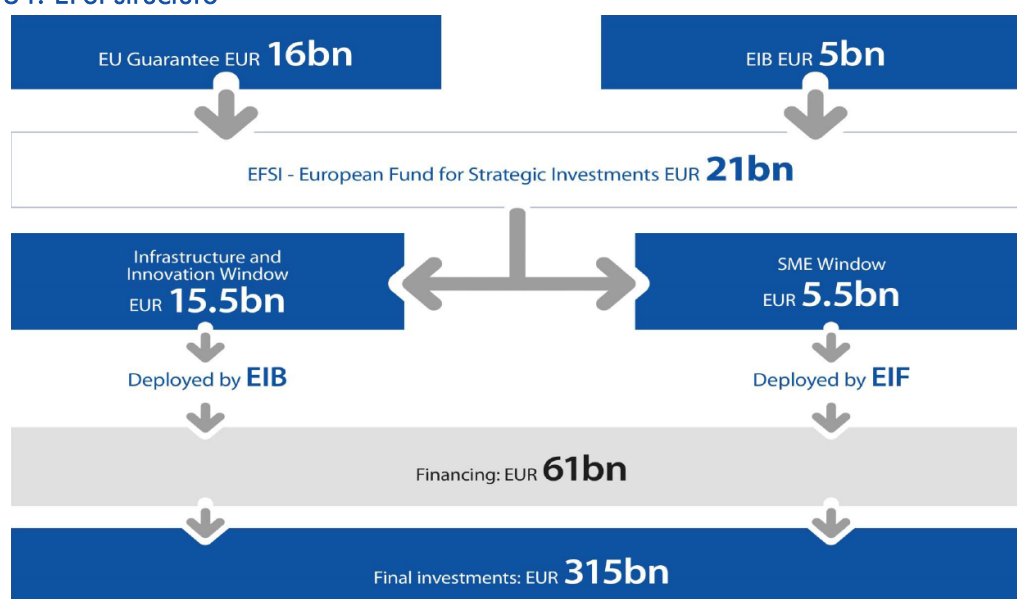 EU Guarantee EUR 16bn
EIB EUR 5bn
EFSI - European Fund for Strategic Investments EUR 21bn
Infrastructure and
Innovation Window
EUR 15.5bn
SME Window
EUR 5.5bn
Deployed by EIB
Deployed by EIF
Financing: EUR 61bn
Final investments: EUR 315bn